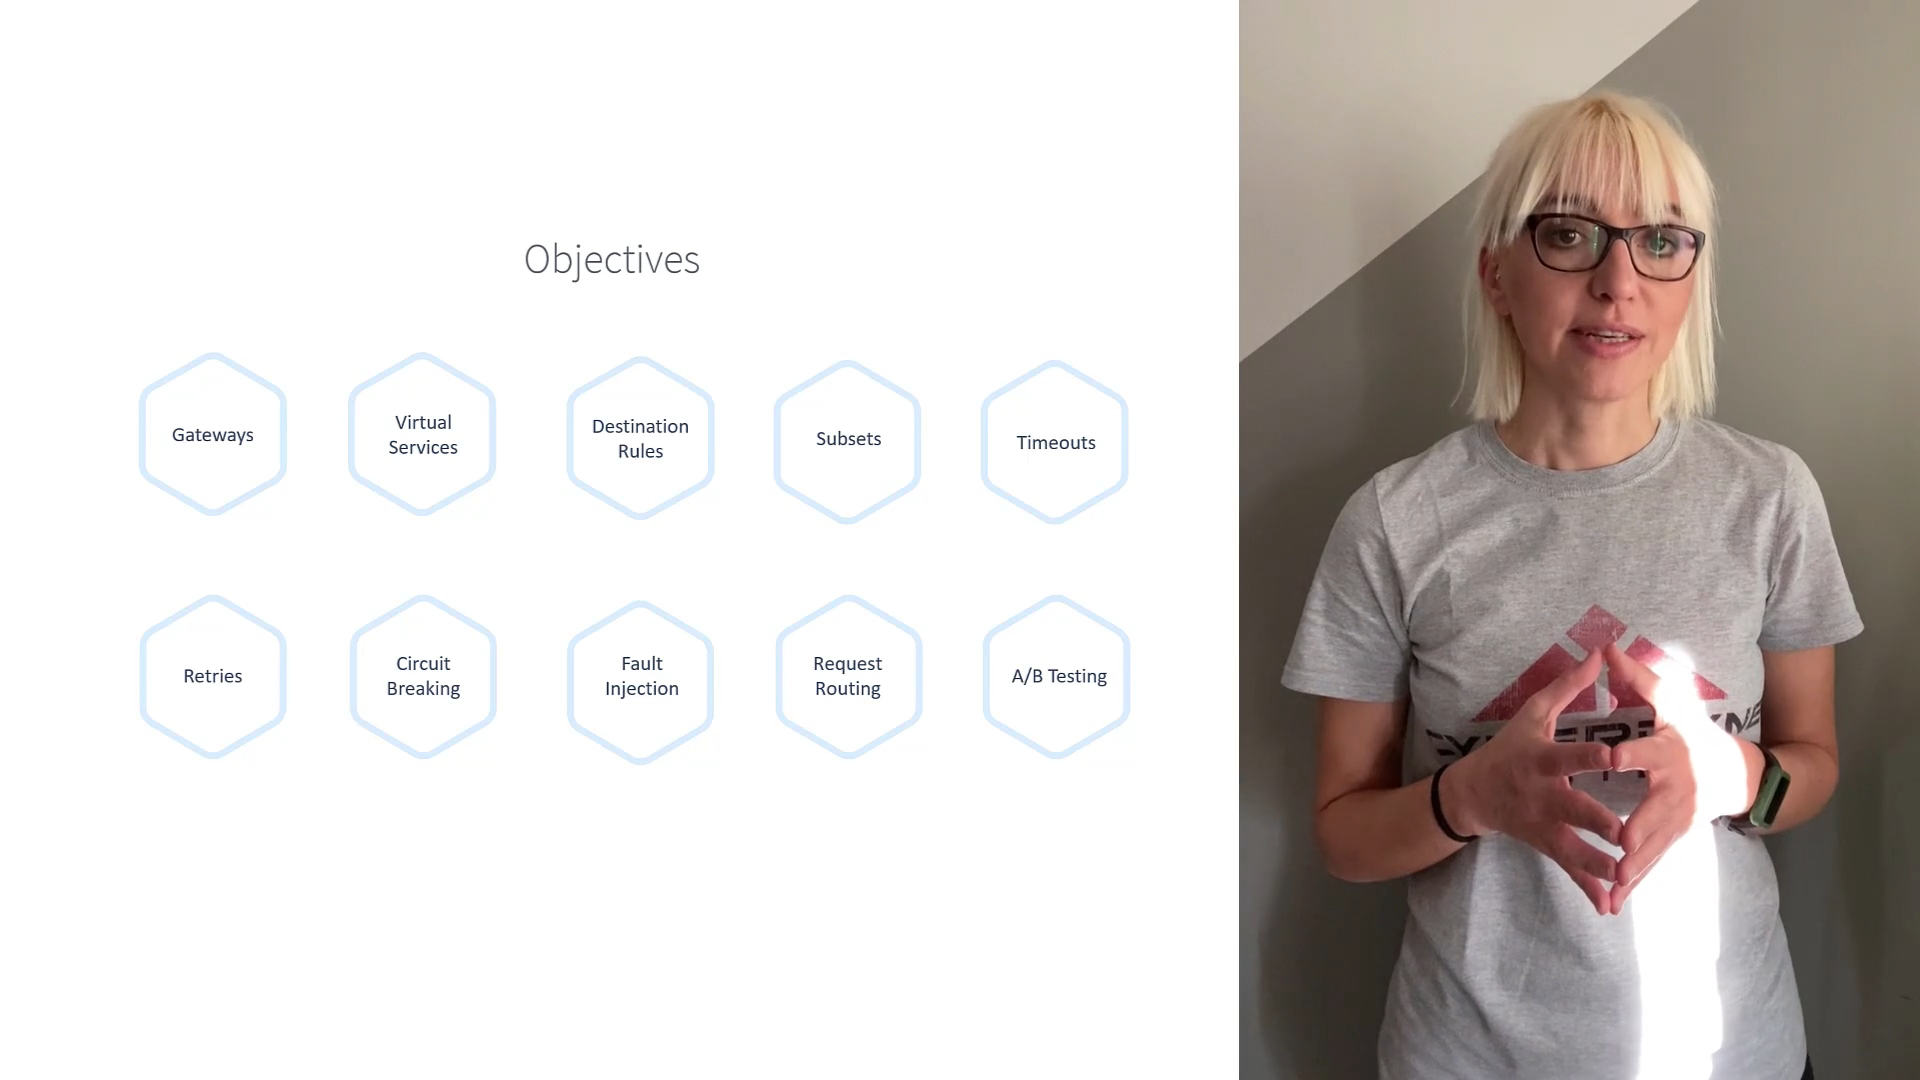 Objectives
Gateways
Virtual
Services
Destination
Rules
Subsets
Timeouts
Retries
Circuit
Breaking
Fault
Injection
Request
Routing
A/B Testing